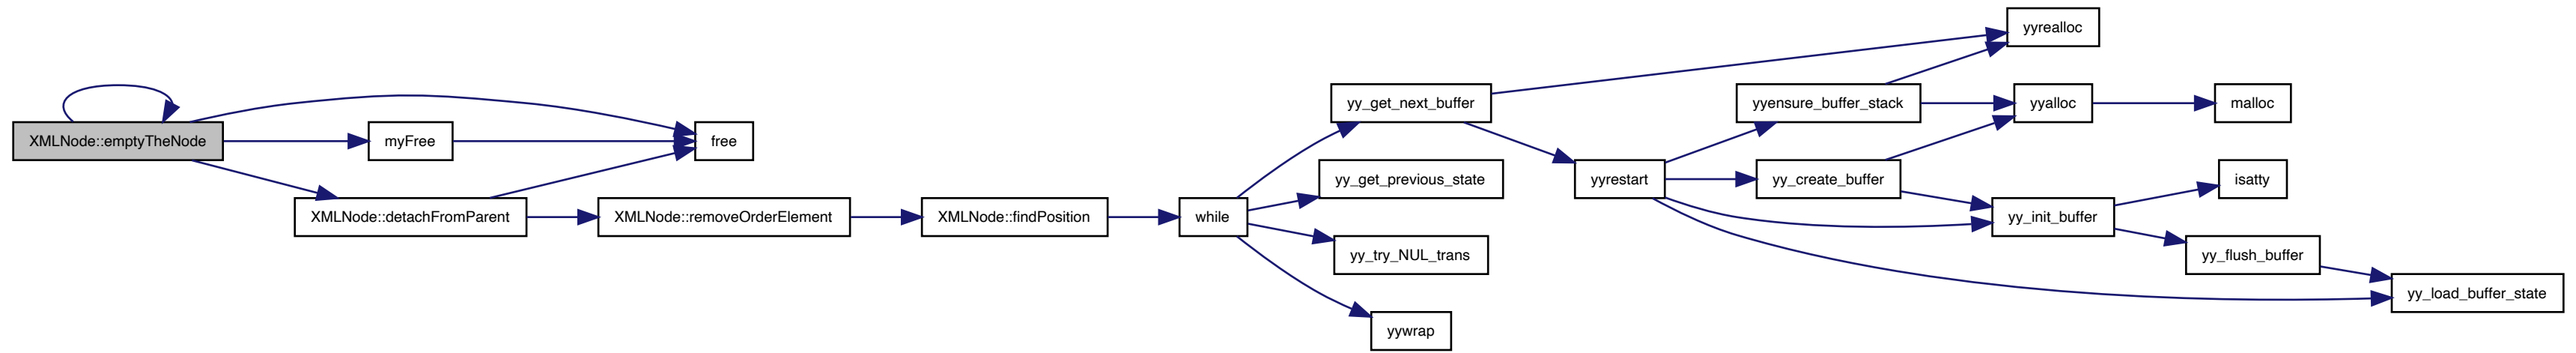 XMLNode::emptyTheNode
myFree
free
XMLNode::detachFromParent
XMLNode::removeOrderElement
XMLNode::findPosition
while
yy_get_next_buffer
yy_get_previous_state
yy_try_NUL_trans
yywrap
yyrestart
yyensure_buffer_stack
yy_create_buffer
yyrealloc
yyalloc
yy_init_buffer
malloc
isatty
yy_flush_buffer
yy_load_buffer_state